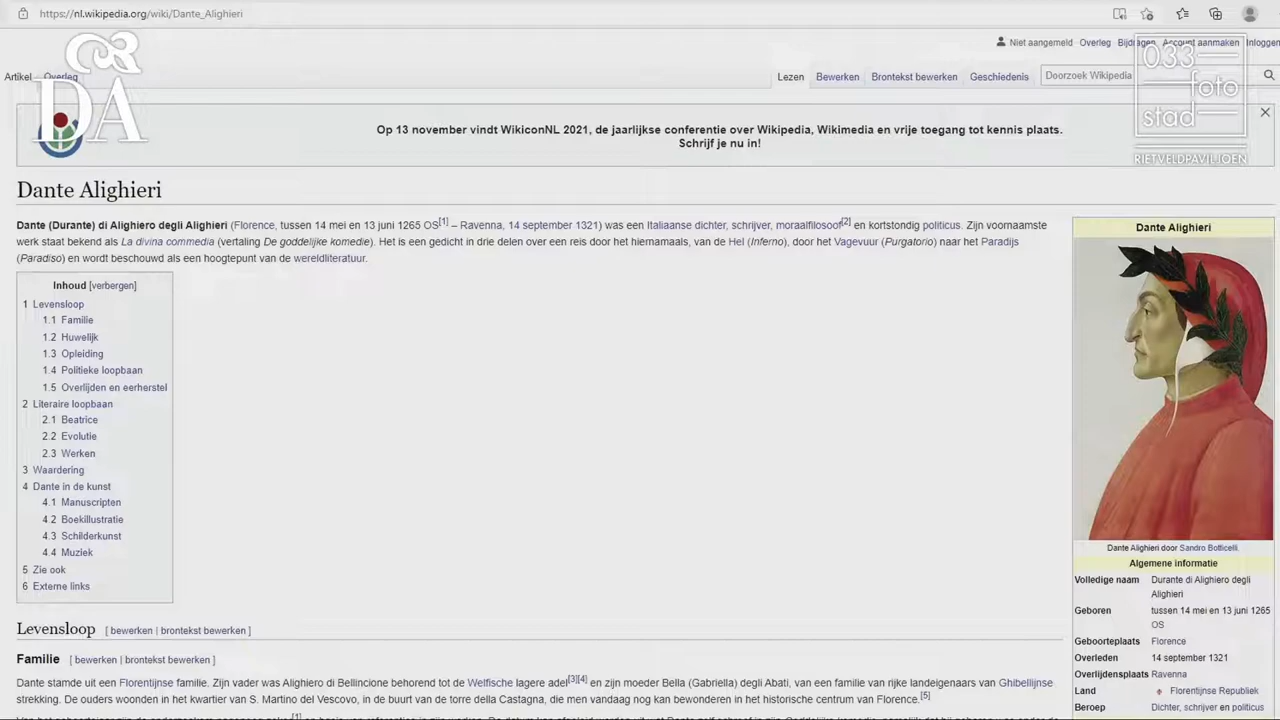 https://nl.wikipedia.org/wiki/Dante_Alighieri
Niet aangemeld Overleg Bijdragen Account aanmaken Inloggen
Artikel Overleg
Lezen Bewerken Brontekst bewerken Geschiedenis Doorzoek Wikipedia
DA
033
foto
stad
RIETVELDPAVILJOEN
Op 13 november vindt WikiconNL 2021, de jaarlijkse conferentie over Wikipedia, Wikimedia en vrije toegang tot kennis plaats.
Schrijf je nu in!
Dante Alighieri
Dante (Durante) di Alighiero degli Alighieri (Florence, tussen 14 mei en 13 juni 1265 OS[1] – Ravenna, 14 september 1321) was een Italiaanse dichter, schrijver, moraalfilosoof[2] en kortstondig politicus. Zijn voornaamste
werk staat bekend als La divina commedia (vertaling De goddelijke komedie). Het is een gedicht in drie delen over een reis door het hiernamaals, van de Hel (Inferno), door het Vagevuur (Purgatorio) naar het Paradijs
(Paradiso) en wordt beschouwd als een hoogtepunt van de wereldliteratuur.
Inhoud [verbergen]
1 Levensloop
1.1 Familie
1.2 Huwelijk
1.3 Opleiding
1.4 Politieke loopbaan
1.5 Overlijden en eerherstel
2 Literaire loopbaan
2.1 Beatrice
2.2 Evolutie
2.3 Werken
3 Waardering
4 Dante in de kunst
4.1 Manuscripten
4.2 Boekillustratie
4.3 Schilderkunst
4.4 Muziek
5 Zie ook
6 Externe links
Levensloop [ bewerken | brontekst bewerken ]
Familie [ bewerken | brontekst bewerken ]
Dante stamde uit een Florentijnse familie. Zijn vader was Alighiero di Bellincione behorend tot de Welfische lagere adel[3][4] en zijn moeder Bella (Gabriella) degli Abati, van een familie van rijke landeigenaars van Ghibellijnse
strekking. De ouders woonden in het kwartier van S. Martino del Vescovo, in de buurt van de torre della Castagna, die men vandaag nog kan bewonderen in het historische centrum van Florence.[5]
Dante Alighieri
Dante Alighieri door Sandro Botticelli.
Algemene informatie
Volledige naam Durante di Alighiero degli
Alighieri
Geboren tussen 14 mei en 13 juni 1265
OS
Geboorteplaats Florence
Overleden 14 september 1321
Overlijdensplaats Ravenna
Land Florentijnse Republiek
Beroep Dichter, schrijver en politicus